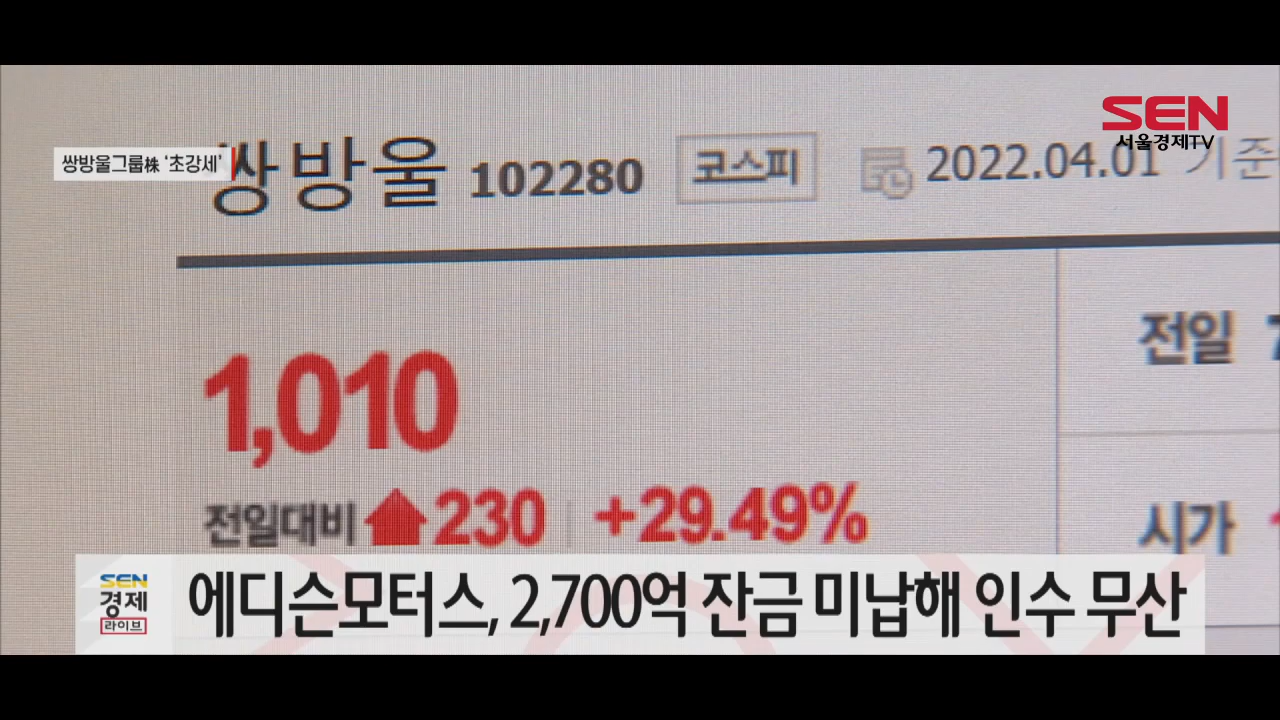 SEN
서울경제TV
쌍방울그룹株 '초강세'
쌍방울 102280 코스피 2022.04.01 기준
1,010
전일 7
전일대비 230 +29.49%
시가
SEN
경제
라이브
에디슨모터스, 2,700억 잔금 미납해 인수 무산